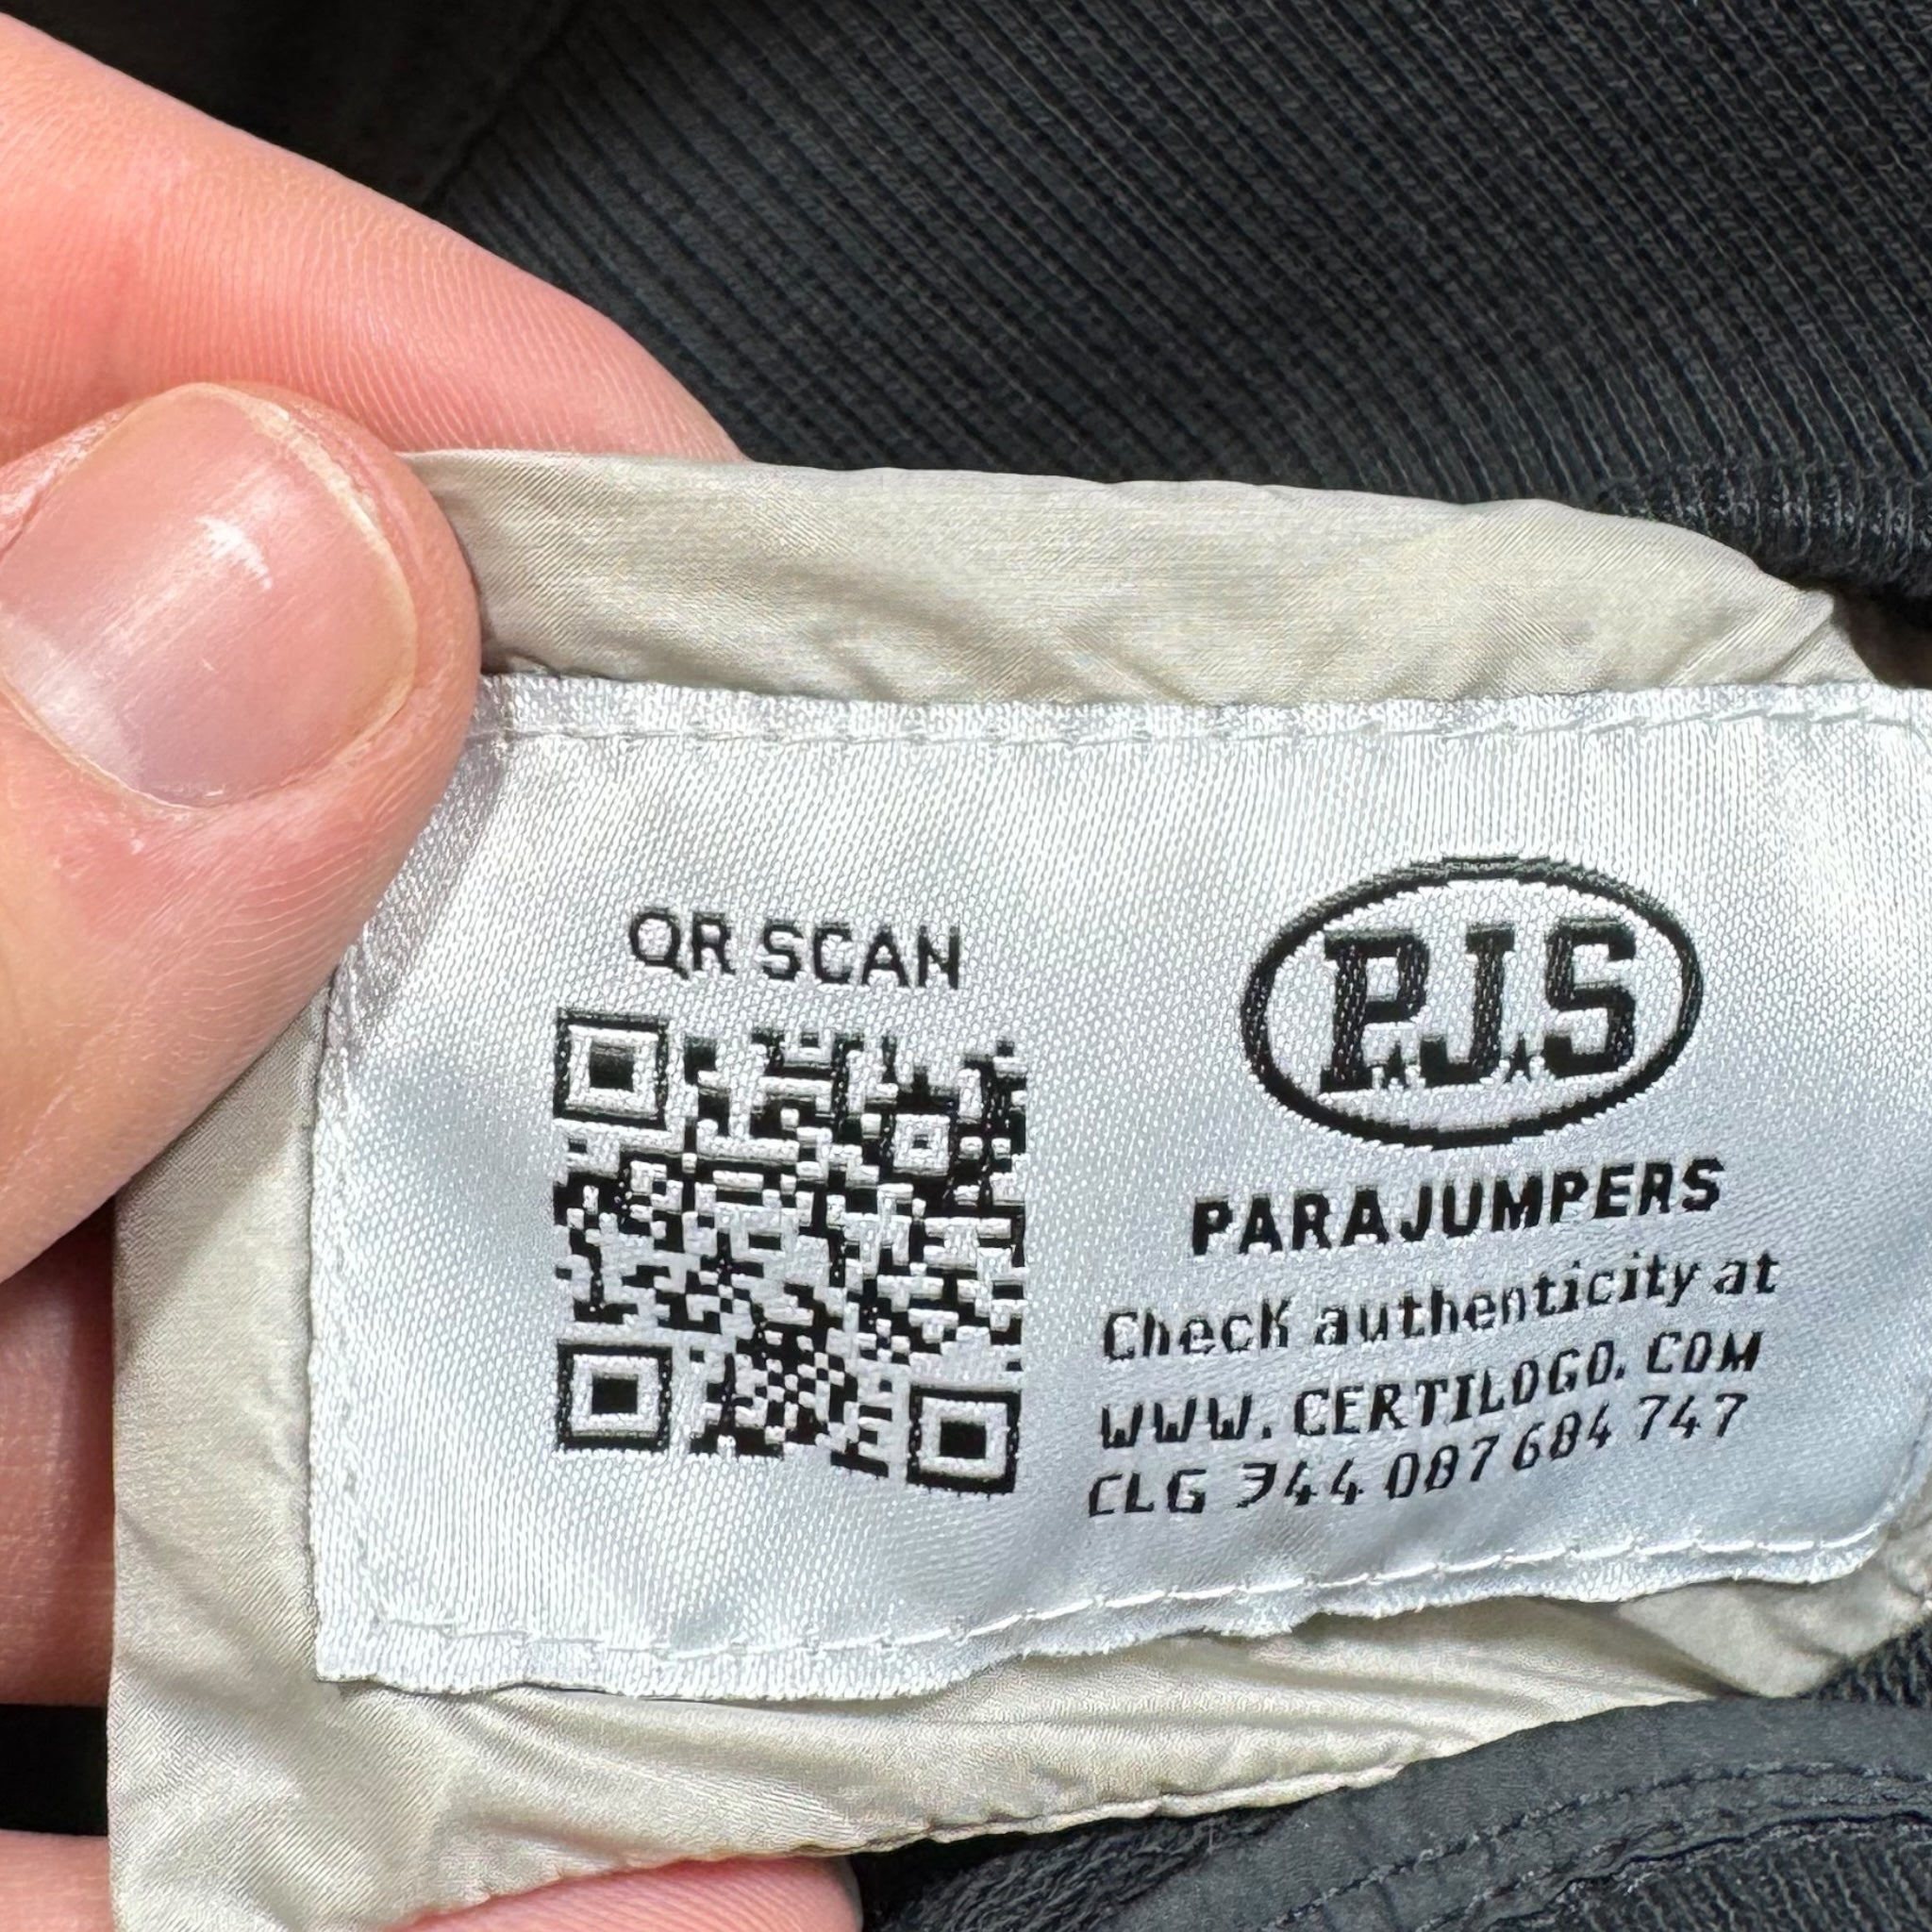 QR SCAN
P.J.S
PARAJUMPERS
Check authenticity at
WWW.CERTILOGO.COM
CLG 344 087 684 747